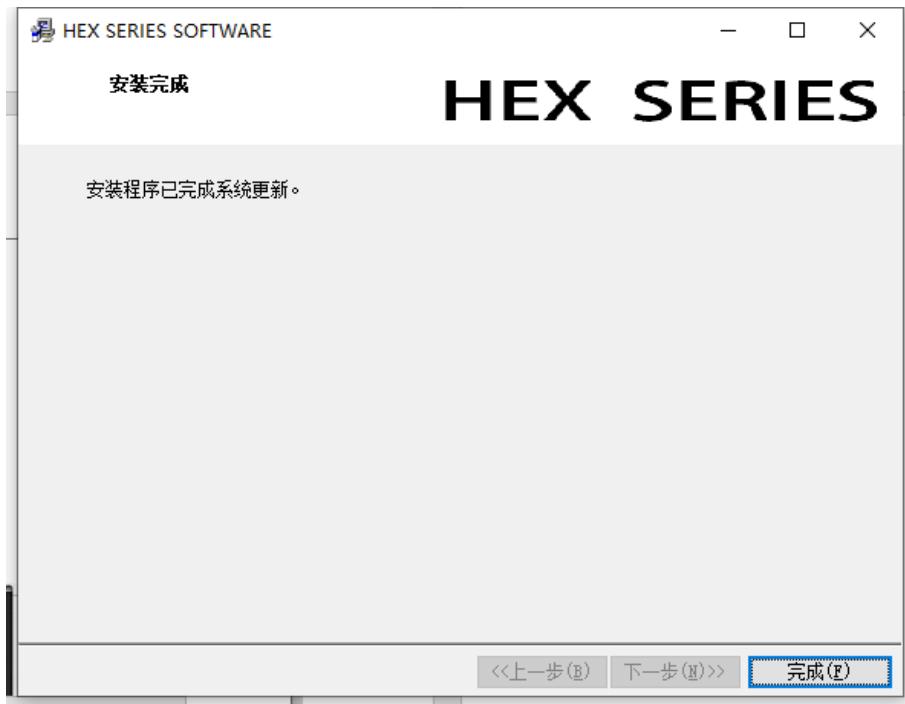 HEX SERIES SOFTWARE
安装完成
HEX SERIES
安装程序已完成系统更新。
<<上一步(B)
下一步(N)>>
完成(F)